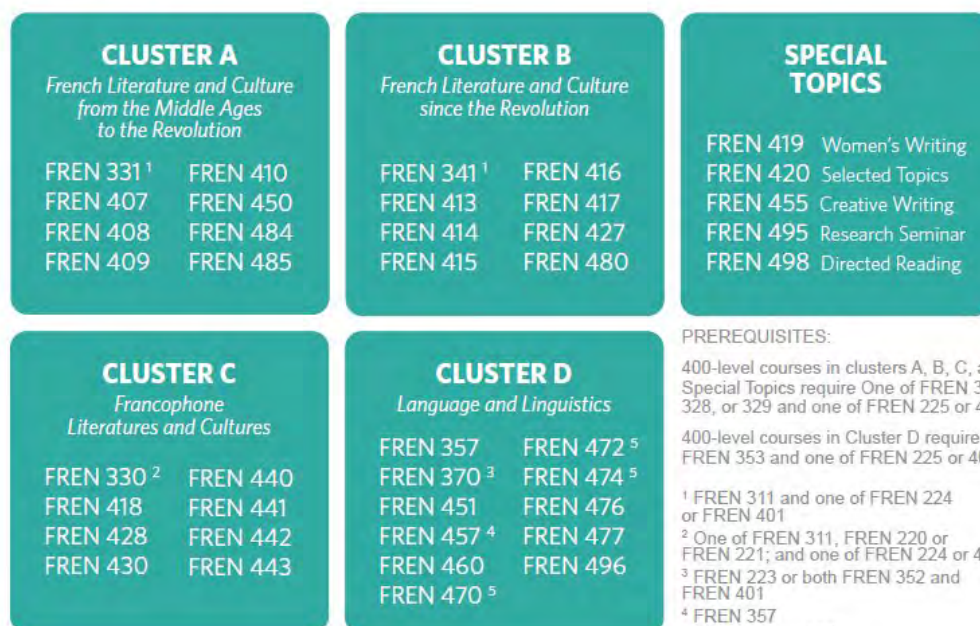 CLUSTER A
French Literature and Culture
from the Middle Ages
to the Revolution
FREN 331 ¹ FREN 410
FREN 407 FREN 450
FREN 408 FREN 484
FREN 409 FREN 485
CLUSTER B
French Literature and Culture
since the Revolution
FREN 341 ¹ FREN 416
FREN 413 FREN 417
FREN 414 FREN 427
FREN 415 FREN 480
SPECIAL
TOPICS
FREN 419 Women's Writing
FREN 420 Selected Topics
FREN 455 Creative Writing
FREN 495 Research Seminar
FREN 498 Directed Reading
CLUSTER C
Francophone
Literatures and Cultures
FREN 330 ² FREN 440
FREN 418 FREN 441
FREN 428 FREN 442
FREN 430 FREN 443
CLUSTER D
Language and Linguistics
FREN 357 FREN 472 ⁵
FREN 370 ³ FREN 474 ⁵
FREN 451 FREN 476
FREN 457 ⁴ FREN 477
FREN 460 FREN 496
FREN 470 ⁵
PREREQUISITES:
400-level courses in clusters A, B, C,
Special Topics require One of FREN
328, or 329 and one of FREN 225 or
400-level courses in Cluster D require
FREN 353 and one of FREN 225 or
¹ FREN 311 and one of FREN 224
or FREN 401
² One of FREN 311, FREN 220 or
FREN 221; and one of FREN 224 or
³ FREN 223 or both FREN 352 and
FREN 401
⁴ FREN 357